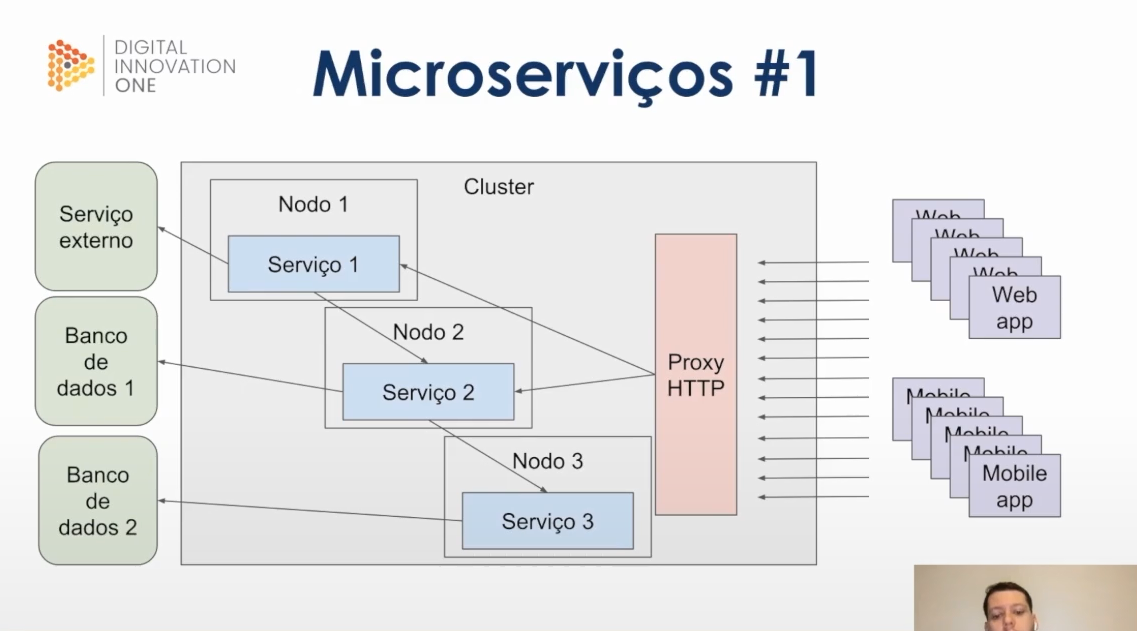 DIGITAL
INNOVATION
ONE
Microserviços #1
Serviço
externo
Banco
de
dados 1
Banco
de
dados 2
Cluster
Nodo 1
Serviço 1
Nodo 2
Serviço 2
Nodo 3
Serviço 3
Proxy
HTTP
Web
Web
Web
Web
Web
app
Mobile
Mobile
Mobile
Mobile
Mobile
app